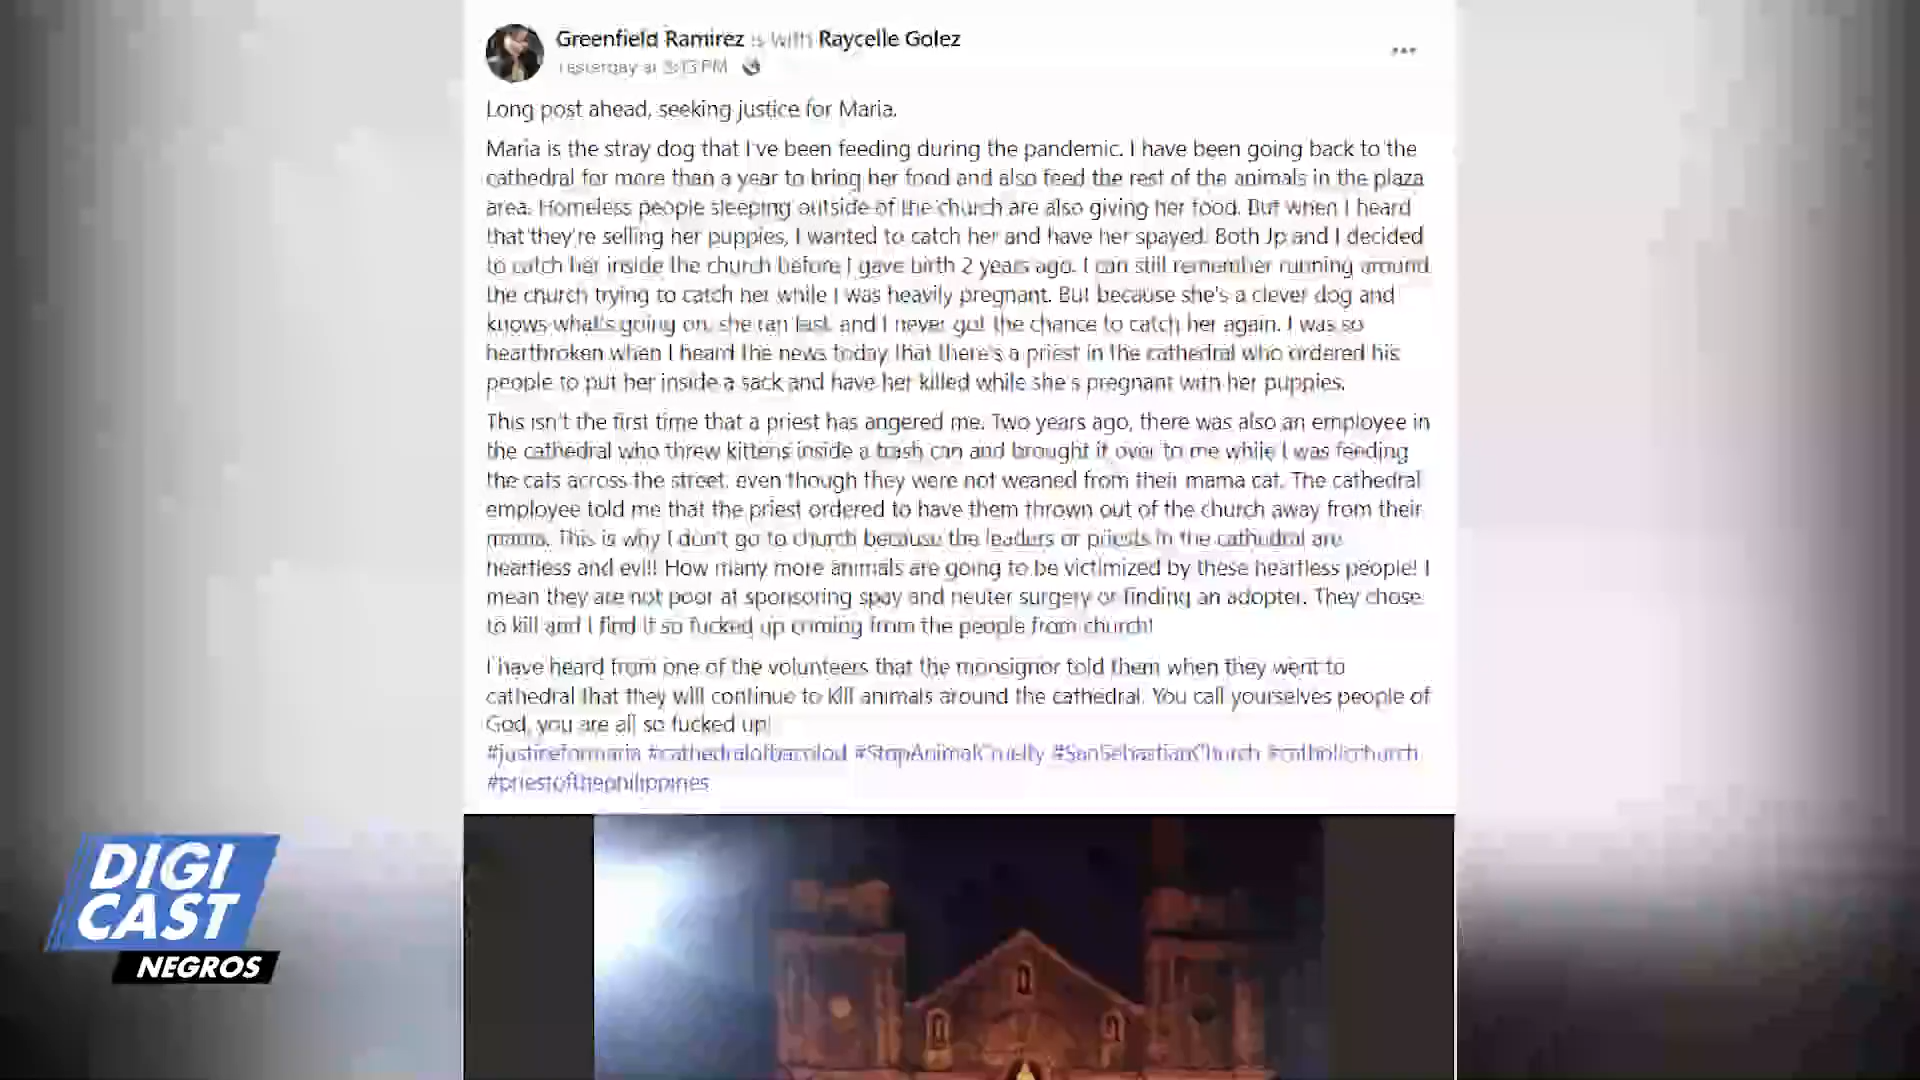 Greenfield Ramirez is with Raycelle Golez
Yesterday at 3:13 PM
Long post ahead, seeking justice for Maria.
Maria is the stray dog that I've been feeding during the pandemic. I have been going back to the
cathedral for more than a year to bring her food and also feed the rest of the animals in the plaza
area. Homeless people sleeping outside of the church are also giving her food. But when I heard
that they're selling her puppies, I wanted to catch her and have her spayed. Both Jp and I decided
to catch her inside the church before I gave birth 2 years ago. I can still remember running around
the church trying to catch her while I was heavily pregnant. But because she's a clever dog and
knows what's going on, she ran fast, and I never got the chance to catch her again. I was so
heartbroken when I heard the news today that there's a priest in the cathedral who ordered his
people to put her inside a sack and have her killed while she's pregnant with her puppies.
This isn't the first time that a priest has angered me. Two years ago, there was also an employee in
the cathedral who threw kittens inside a trash can and brought it over to me while I was feeding
the cats across the street, even though they were not weaned from their mama cat. The cathedral
employee told me that the priest ordered to have them thrown out of the church away from their
mama. This is why I don't go to church because the leaders or priests in the cathedral are
heartless and evil!! How many more animals are going to be victimized by these heartless people! I
mean they are not poor at sponsoring spay and neuter surgery or finding an adopter. They chose
to kill and I find it so fucked up coming from the people from church!
I have heard from one of the volunteers that the monsignor told them when they went to
cathedral that they will continue to kill animals around the cathedral. You call yourselves people of
God, you are all so fucked up!
#justiceformaria #cathedralofbacolod #StopAnimalCruelty #SanSebastianChurch #catholicchurch
#priestofthephilippines
DIGI
CAST
NEGROS